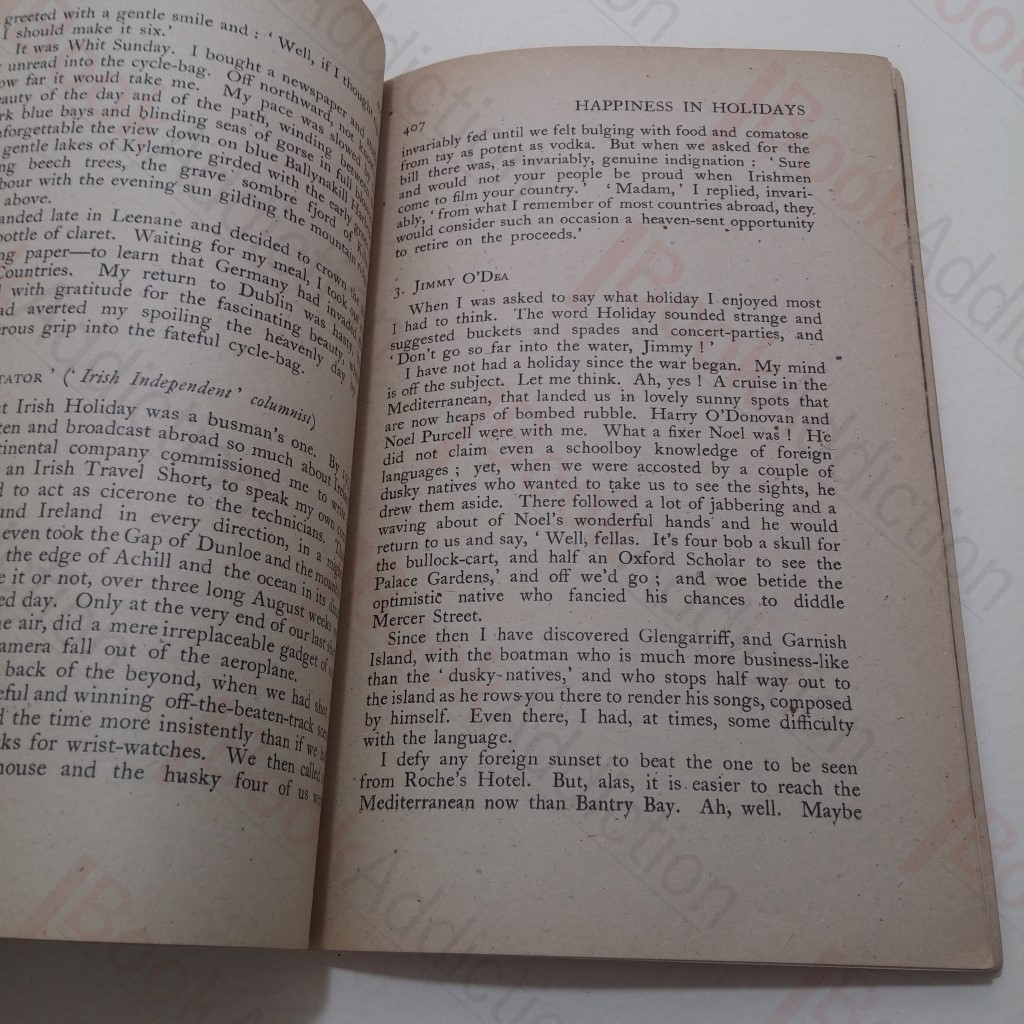 greeted with a gentle smile and : ' Well, if I thought
I should make it six.'
It was Whit Sunday. I bought a newspaper and
unread into the cycle-bag. Off northward, not
ow far it would take me. My pace was slowed by
auty of the day and of the path, winding between
rk blue bays and blinding seas of gorse in full
nforgettable the view down on blue Ballynakill Harbour
gentle lakes of Kylemore girded with the early green
ng beech trees, the grave sombre fjord of
bour with the evening sun gilding the mountain
above.
anded late in Leenane and decided to crown the
bottle of claret. Waiting for my meal, I took
ng paper—to learn that Germany had invaded
Countries. My return to Dublin was hasty,
d with gratitude for the fascinating beauty,
ad averted my spoiling the heavenly day by
erous grip into the fateful cycle-bag.
TATOR ' ( ' Irish Independent ' columnist)
t Irish Holiday was a busman's one. By
ten and broadcast abroad so much about Ireland
tinental company commissioned me to write
an Irish Travel Short, to speak my own
d to act as cicerone to the technicians.
und Ireland in every direction, in a
even took the Gap of Dunloe and the
the edge of Achill and the ocean in its
e it or not, over three long August weeks
ed day. Only at the very end of our last
he air, did a mere irreplaceable gadget of
amera fall out of the aeroplane.
back of the beyond, when we had shot
eful and winning off-the-beaten-track
d the time more insistently than if we
ks for wrist-watches. We then called
house and the husky four of us
HAPPINESS IN HOLIDAYS
407
invariably fed until we felt bulging with food and comatose
from tay as potent as vodka. But when we asked for the
bill there was, as invariably, genuine indignation : ' Sure
and would not your people be proud when Irishmen
come to film your country.' ' Madam,' I replied, invari-
ably, ' from what I remember of most countries abroad, they
would consider such an occasion a heaven-sent opportunity
to retire on the proceeds.'
3. JIMMY O'DEA
When I was asked to say what holiday I enjoyed most
I had to think. The word Holiday sounded strange and
suggested buckets and spades and concert-parties, and
' Don't go so far into the water, Jimmy ! '
I have not had a holiday since the war began. My mind
is off the subject. Let me think. Ah, yes ! A cruise in the
Mediterranean, that landed us in lovely sunny spots that
are now heaps of bombed rubble. Harry O'Donovan and
Noel Purcell were with me. What a fixer Noel was ! He
did not claim even a schoolboy knowledge of foreign
languages ; yet, when we were accosted by a couple of
dusky natives who wanted to take us to see the sights, he
drew them aside. There followed a lot of jabbering and a
waving about of Noel's wonderful hands and he would
return to us and say, ' Well, fellas. It's four bob a skull for
the bullock-cart, and half an Oxford Scholar to see the
Palace Gardens,' and off we'd go ; and woe betide the
optimistic native who fancied his chances to diddle
Mercer Street.
Since then I have discovered Glengarriff, and Garnish
Island, with the boatman who is much more business-like
than the ' dusky-natives,' and who stops half way out to
the island as he rows you there to render his songs, composed
by himself. Even there, I had, at times, some difficulty
with the language.
I defy any foreign sunset to beat the one to be seen
from Roche's Hotel. But, alas, it is easier to reach the
Mediterranean now than Bantry Bay. Ah, well. Maybe